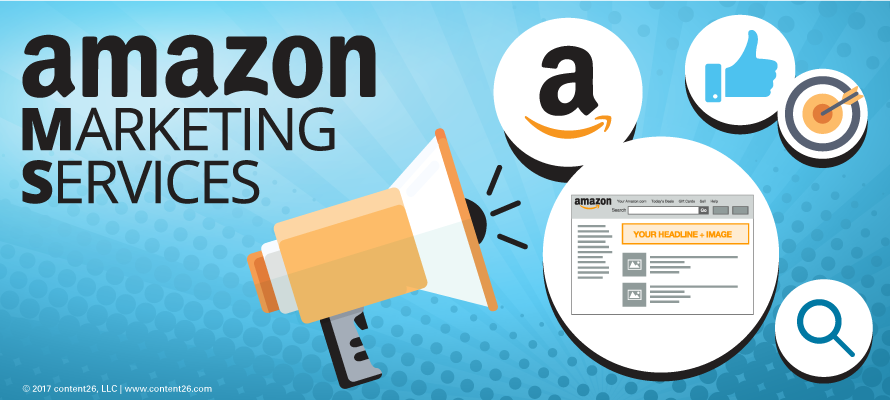 amazon
MARKETING
SERVICES
a
amazon
Your Amazon.com Today's Deals Gift Cards Sell Help
Search Go
YOUR HEADLINE + IMAGE
© 2017 content26, LLC | www.content26.com